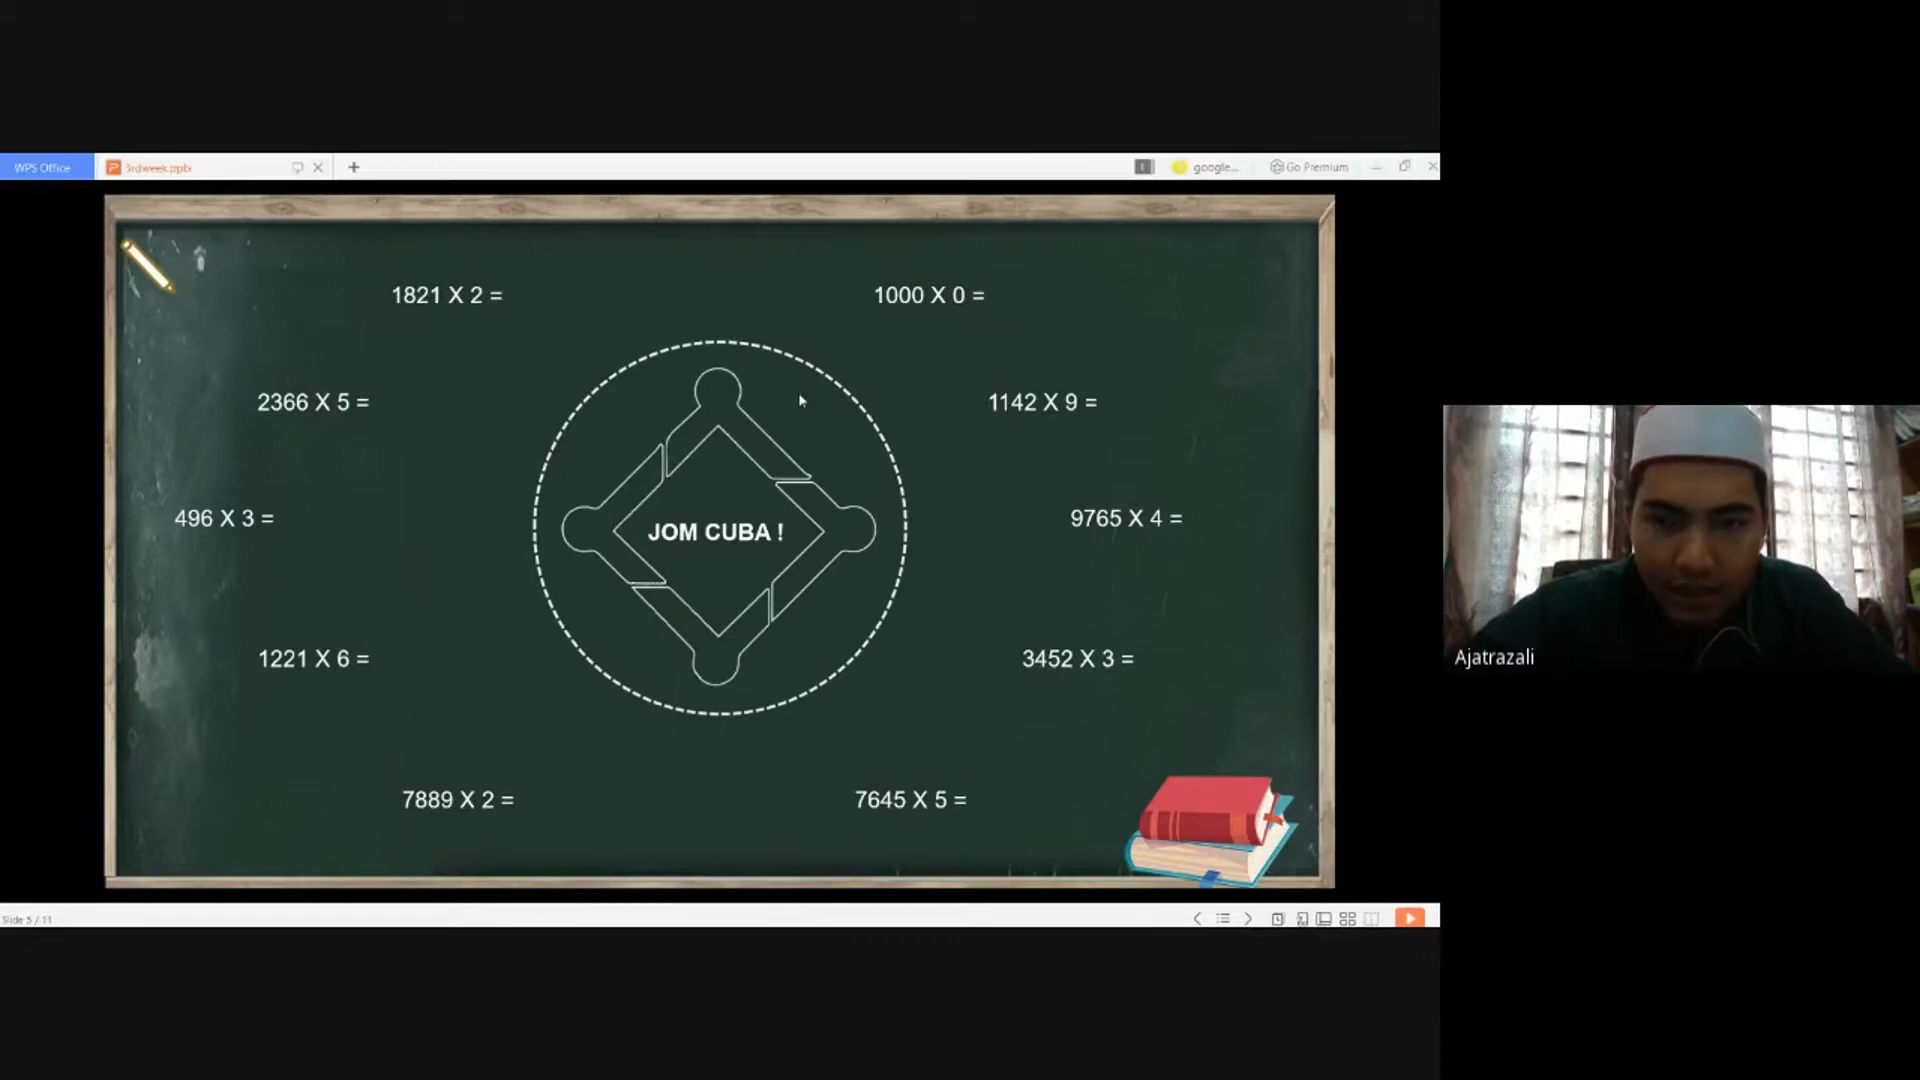 WPS Office
3rdweek.pptx
1
google...
Go Premium
1821 X 2 =
1000 X 0 =
2366 X 5 =
1142 X 9 =
496 X 3 =
9765 X 4 =
JOM CUBA !
1221 X 6 =
3452 X 3 =
7889 X 2 =
7645 X 5 =
Ajatrazali
Slide 5 / 11